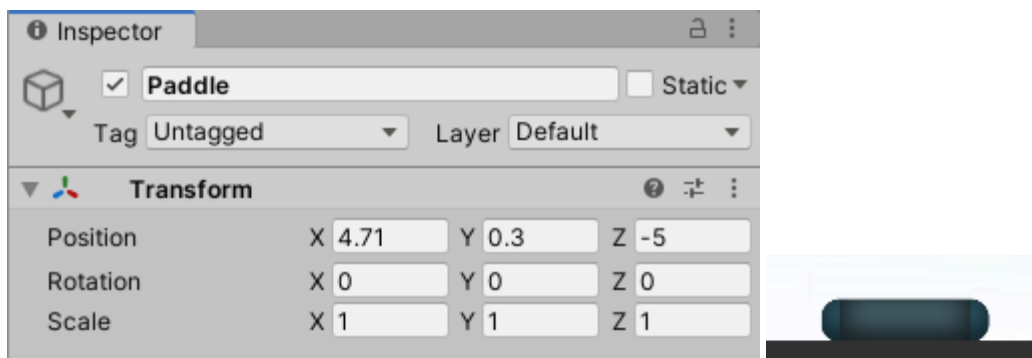 Inspector
Paddle Static
Tag Untagged Layer Default
Transform
Position X 4.71 Y 0.3 Z -5
Rotation X 0 Y 0 Z 0
Scale X 1 Y 1 Z 1